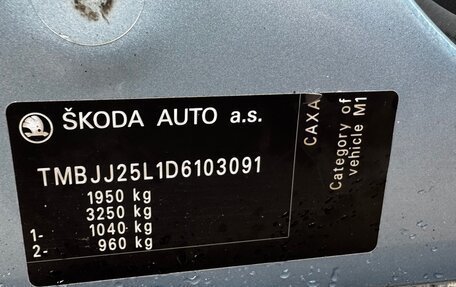 ŠKODA AUTO a.s.
TMBJJ25L1D6103091
1950 kg
3250 kg
1- 1040 kg
2- 960 kg
CAXA
Category of
vehicle M1